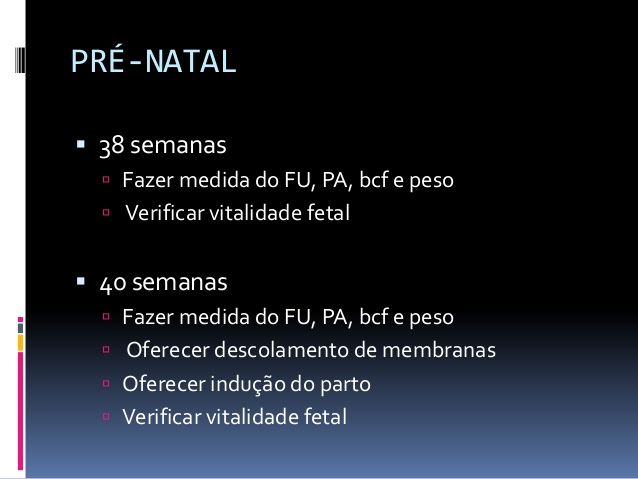 PRÉ-NATAL
38 semanas
Fazer medida do FU, PA, bcf e peso
Verificar vitalidade fetal
40 semanas
Fazer medida do FU, PA, bcf e peso
Oferecer descolamento de membranas
Oferecer indução do parto
Verificar vitalidade fetal